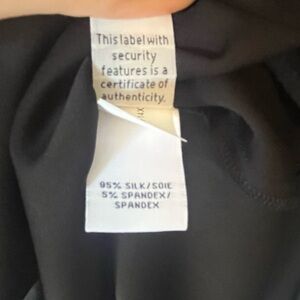 This label with
security
features is a
certificate of
authenticity.
95% SILK/SOIE
5% SPANDEX/
SPANDEX